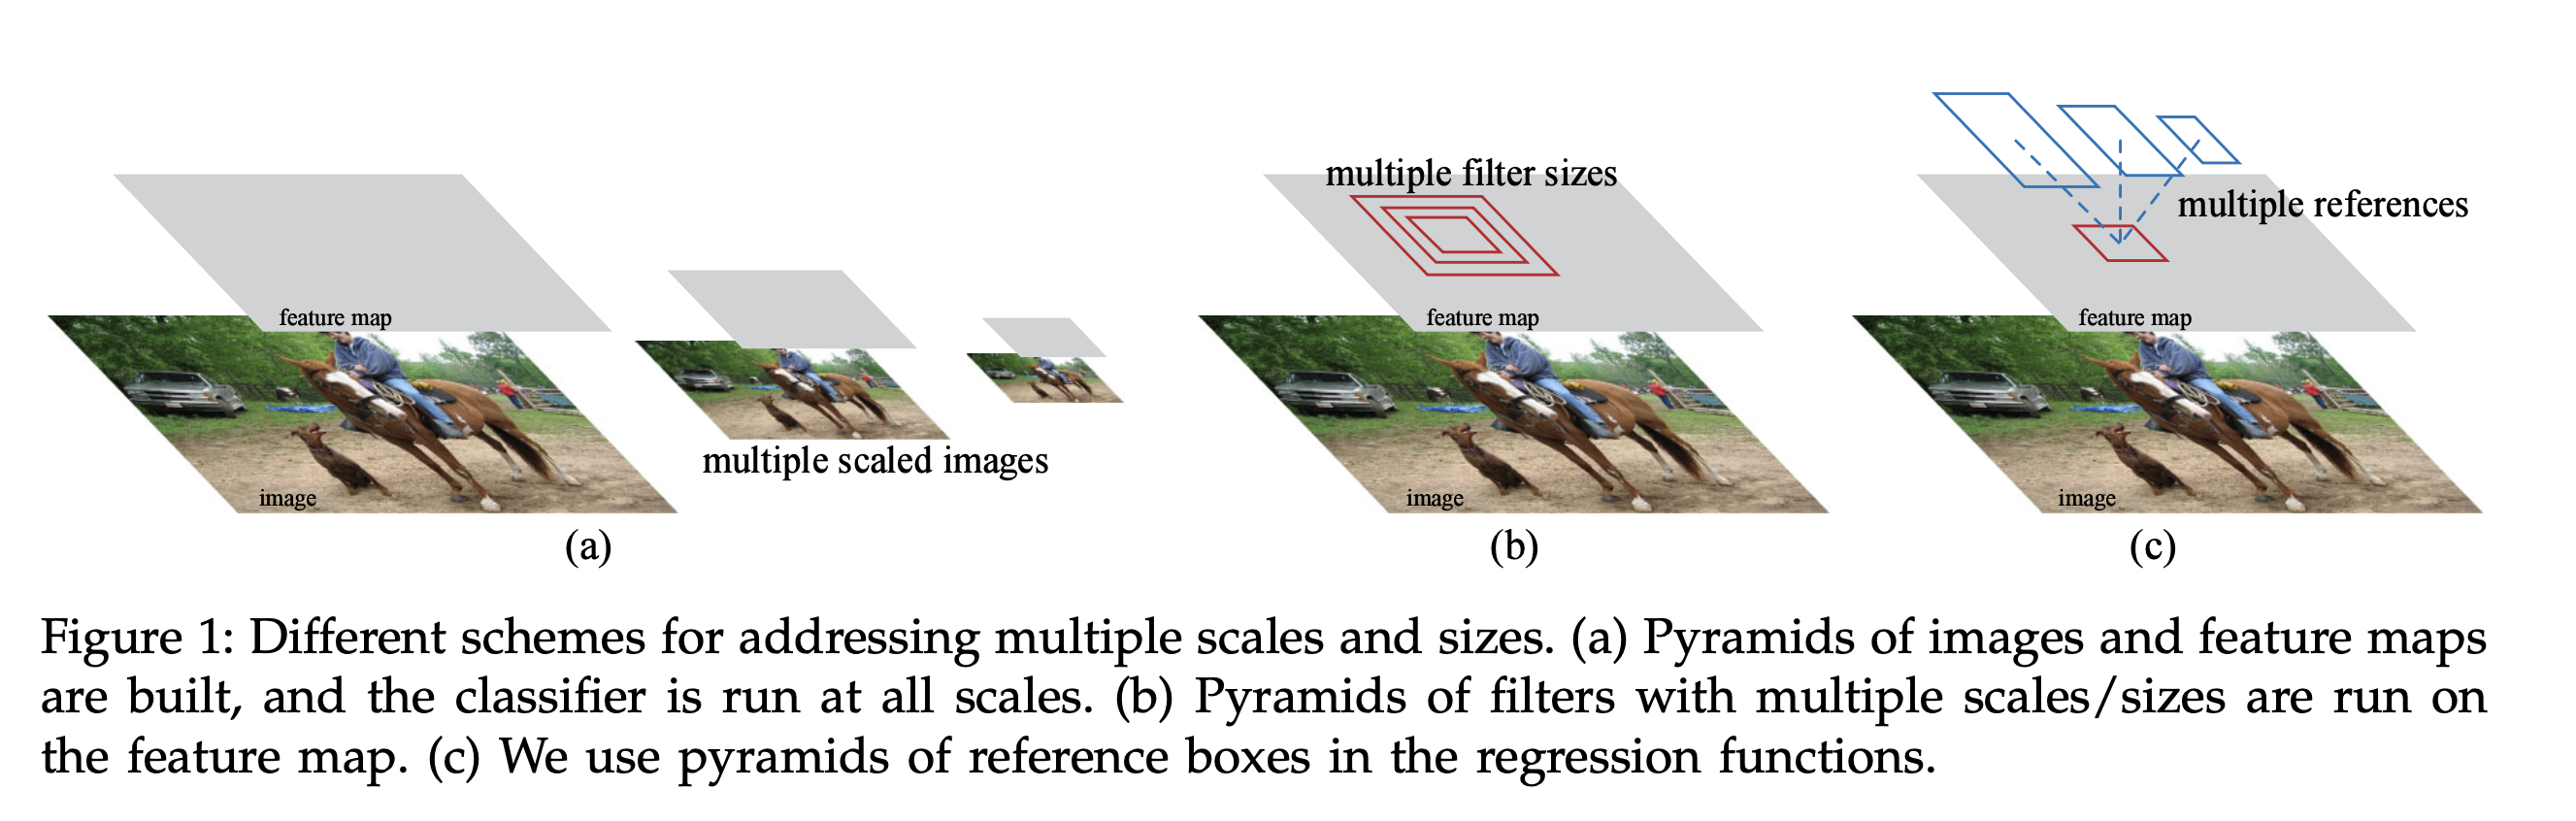 multiple filter sizes
multiple references
feature map
feature map
feature map
multiple scaled images
image
image
image
(a)
(b)
(c)
Figure 1: Different schemes for addressing multiple scales and sizes. (a) Pyramids of images and feature maps
are built, and the classifier is run at all scales. (b) Pyramids of filters with multiple scales/sizes are run on
the feature map. (c) We use pyramids of reference boxes in the regression functions.